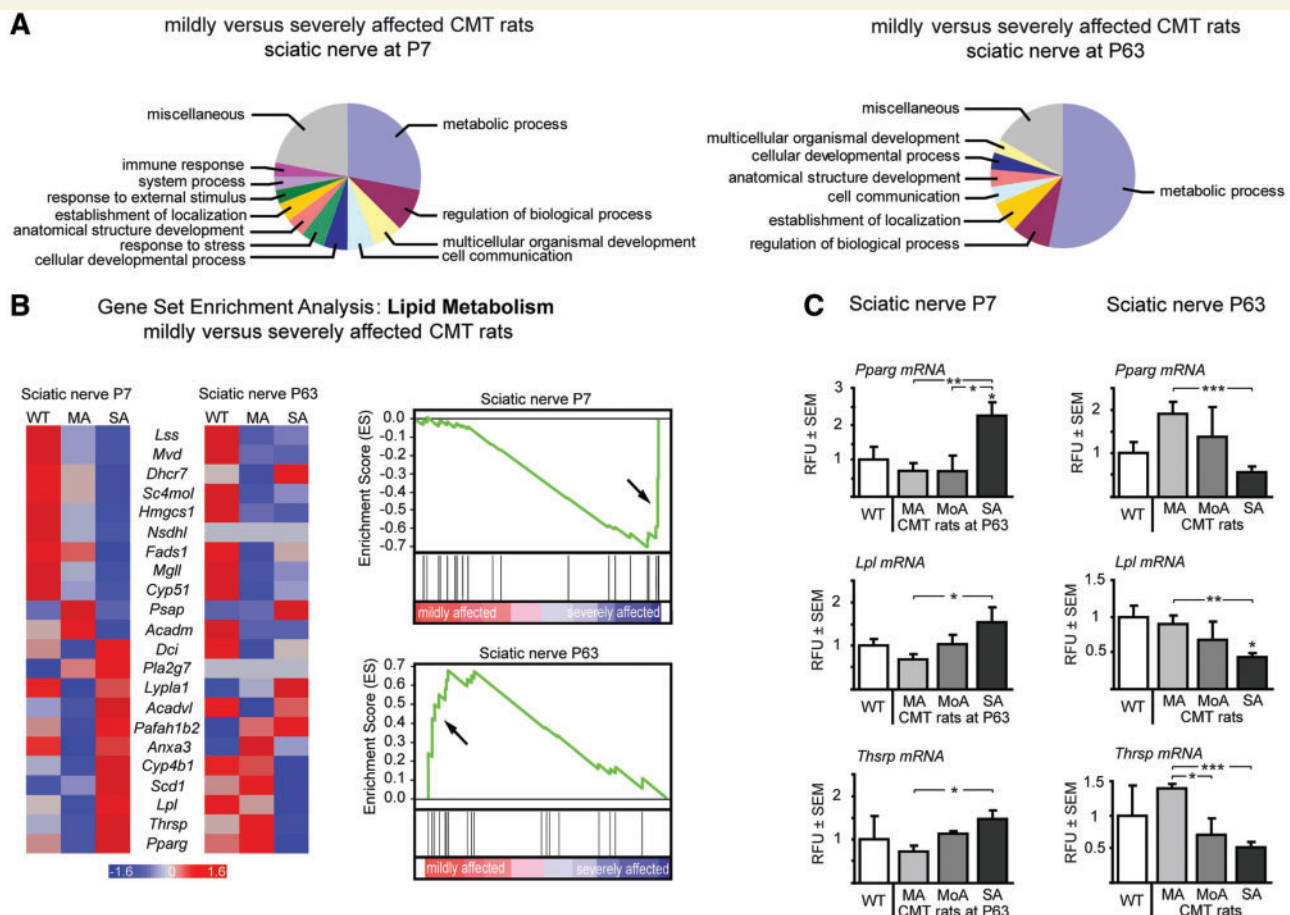 A
mildly versus severely affected CMT rats
sciatic nerve at P7
miscellaneous
metabolic process
immune response
system process
response to external stimulus
establishment of localization
anatomical structure development
response to stress
cellular developmental process
regulation of biological process
multicellular organismal development
cell communication
mildly versus severely affected CMT rats
sciatic nerve at P63
miscellaneous
multicellular organismal development
cellular developmental process
anatomical structure development
cell communication
establishment of localization
regulation of biological process
metabolic process
B
Gene Set Enrichment Analysis: Lipid Metabolism
mildly versus severely affected CMT rats
Sciatic nerve P7
Sciatic nerve P63
WT MA SA
WT MA SA
Lss
Mvd
Dhcr7
Sc4mol
Hmgcs1
Nsdhl
Fads1
Mgll
Cyp51
Psap
Acadm
Dci
Pla2g7
Lypla1
Acadvl
Pafah1b2
Anxa3
Cyp4b1
Scd1
Lpl
Thrsp
Pparg
-1.6 0 1.6
Sciatic nerve P7
Enrichment Score (ES)
0.0
-0.1
-0.2
-0.3
-0.4
-0.5
-0.6
-0.7
mildly affected severely affected
Sciatic nerve P63
Enrichment Score (ES)
0.7
0.6
0.5
0.4
0.3
0.2
0.1
0.0
mildly affected severely affected
C
Sciatic nerve P7
Sciatic nerve P63
Pparg mRNA
RFU ± SEM
3
2
1
**
*
*
WT MA MoA SA
CMT rats at P63
Pparg mRNA
RFU ± SEM
2
1
***
WT MA MoA SA
CMT rats
Lpl mRNA
RFU ± SEM
2
1
*
WT MA MoA SA
CMT rats at P63
Lpl mRNA
RFU ± SEM
1.5
1
0.5
**
*
WT MA MoA SA
CMT rats
Thsrp mRNA
RFU ± SEM
2
1
*
WT MA MoA SA
CMT rats at P63
Thrsp mRNA
RFU ± SEM
1.5
1
0.5
***
*
WT MA MoA SA
CMT rats